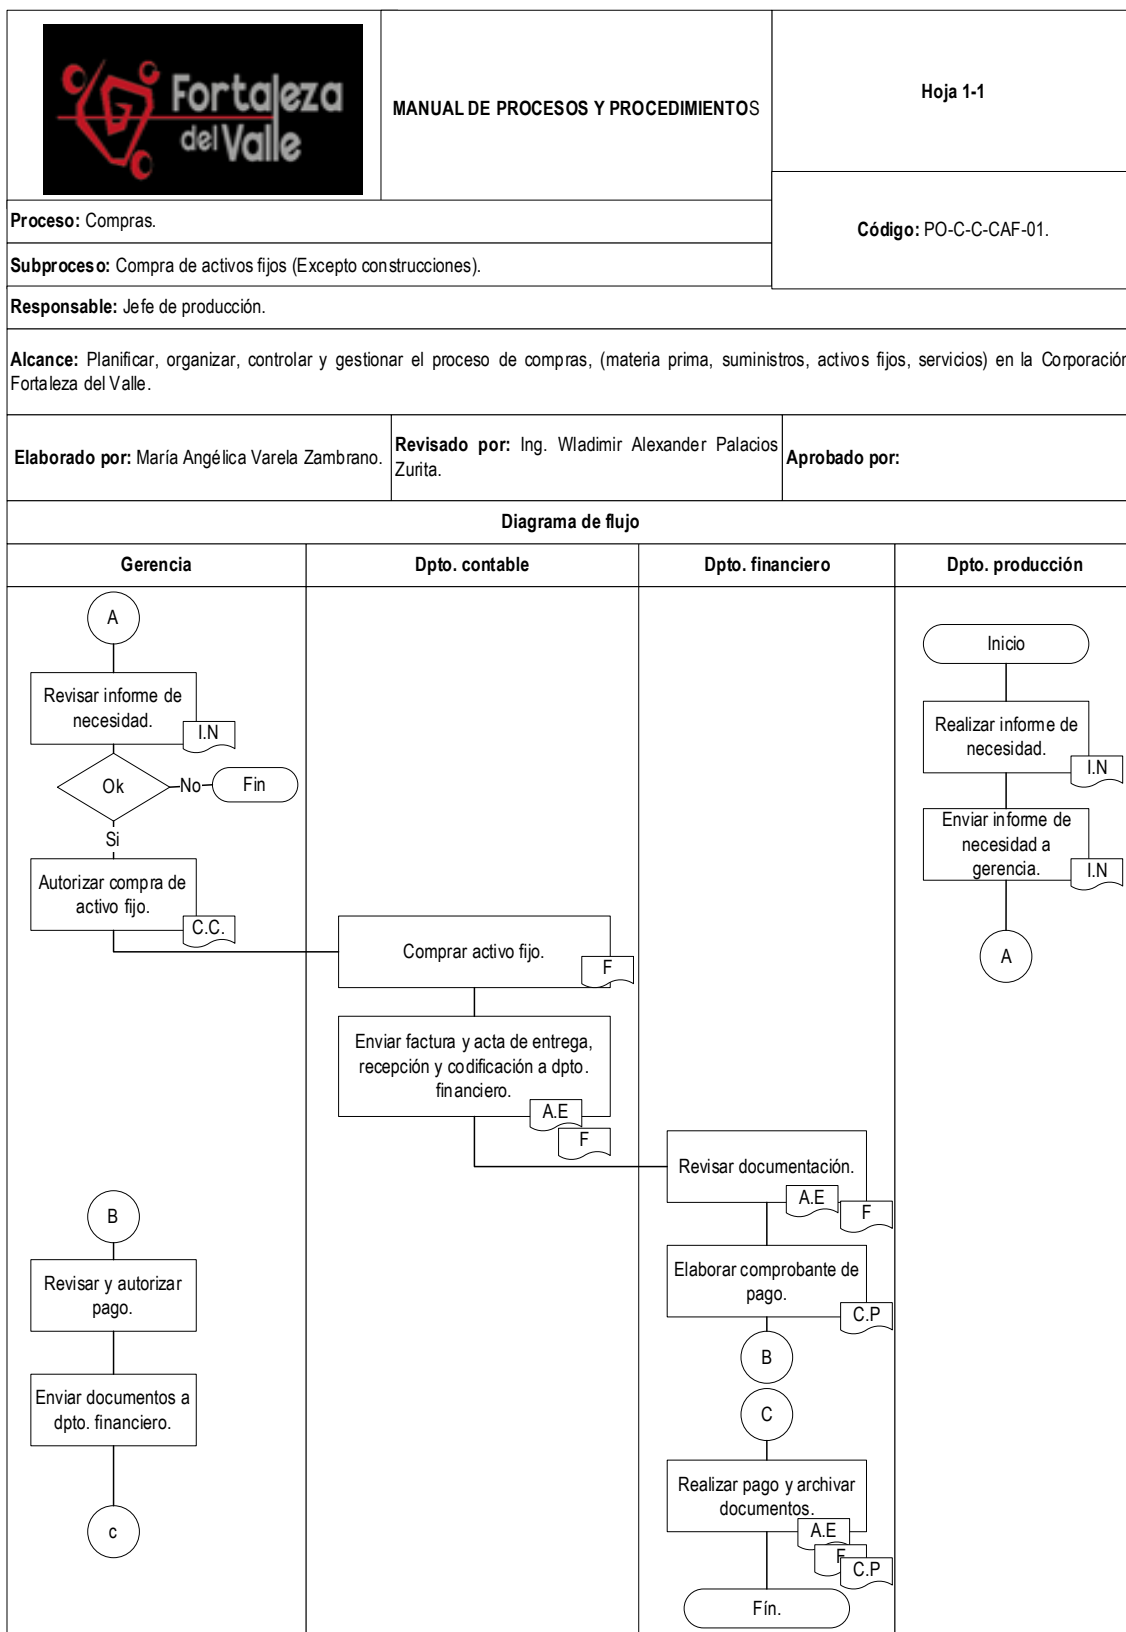 Fortaleza
del Valle
MANUAL DE PROCESOS Y PROCEDIMIENTOS
Hoja 1-1
Proceso: Compras.
Código: PO-C-C-CAF-01.
Subproceso: Compra de activos fijos (Excepto construcciones).
Responsable: Jefe de producción.
Alcance: Planificar, organizar, controlar y gestionar el proceso de compras, (materia prima, suministros, activos fijos, servicios) en la Corporación
Fortaleza del Valle.
Elaborado por: María Angélica Varela Zambrano.
Revisado por: Ing. Wladimir Alexander Palacios
Zurita.
Aprobado por:
Diagrama de flujo
Gerencia
Dpto. contable
Dpto. financiero
Dpto. producción
A
Revisar informe de
necesidad.
I.N
Ok
No
Fin
Si
Autorizar compra de
activo fijo.
C.C.
B
Revisar y autorizar
pago.
Enviar documentos a
dpto. financiero.
c
Comprar activo fijo.
F
Enviar factura y acta de entrega,
recepción y codificación a dpto.
financiero.
A.E
F
Revisar documentación.
A.E
F
Elaborar comprobante de
pago.
C.P
B
C
Realizar pago y archivar
documentos.
A.E
F
C.P
Fín.
Inicio
Realizar informe de
necesidad.
I.N
Enviar informe de
necesidad a
gerencia.
I.N
A